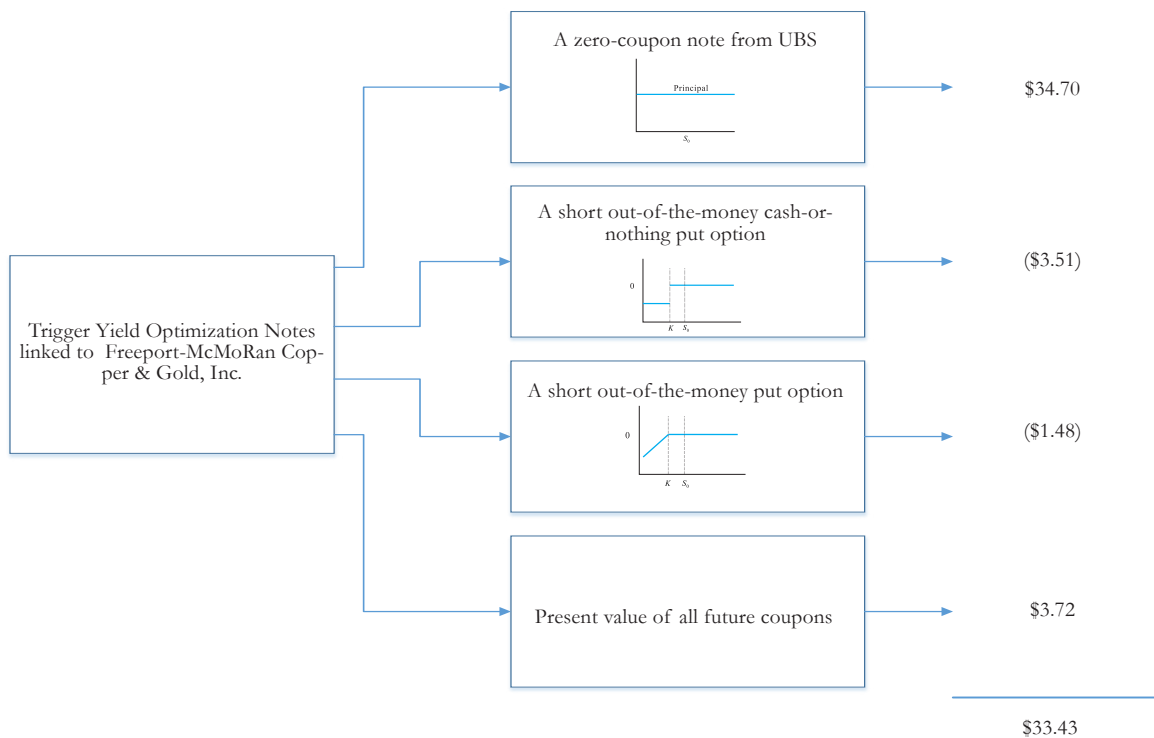 A zero-coupon note from UBS
Principal
S0
$34.70
A short out-of-the-money cash-or-
nothing put option
0
K
S0
($3.51)
Trigger Yield Optimization Notes
linked to Freeport-McMoRan Cop-
per & Gold, Inc.
A short out-of-the-money put option
0
K
S0
($1.48)
Present value of all future coupons
$3.72
$33.43